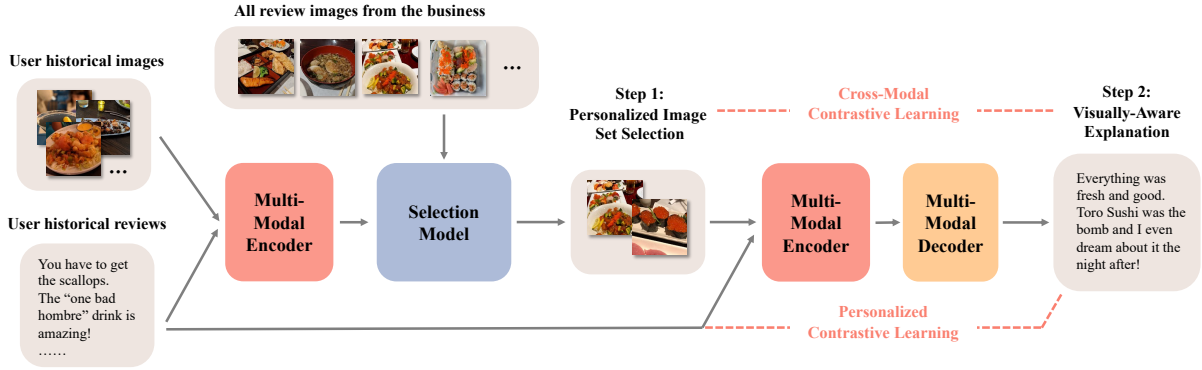 All review images from the business
...
User historical images
...
User historical reviews
You have to get
the scallops.
The “one bad
hombre” drink is
amazing!
……
Multi-
Modal
Encoder
Selection
Model
Step 1:
Personalized Image
Set Selection
Cross-Modal
Contrastive Learning
Multi-
Modal
Encoder
Multi-
Modal
Decoder
Personalized
Contrastive Learning
Step 2:
Visually-Aware
Explanation
Everything was
fresh and good.
Toro Sushi was the
bomb and I even
dream about it the
night after!